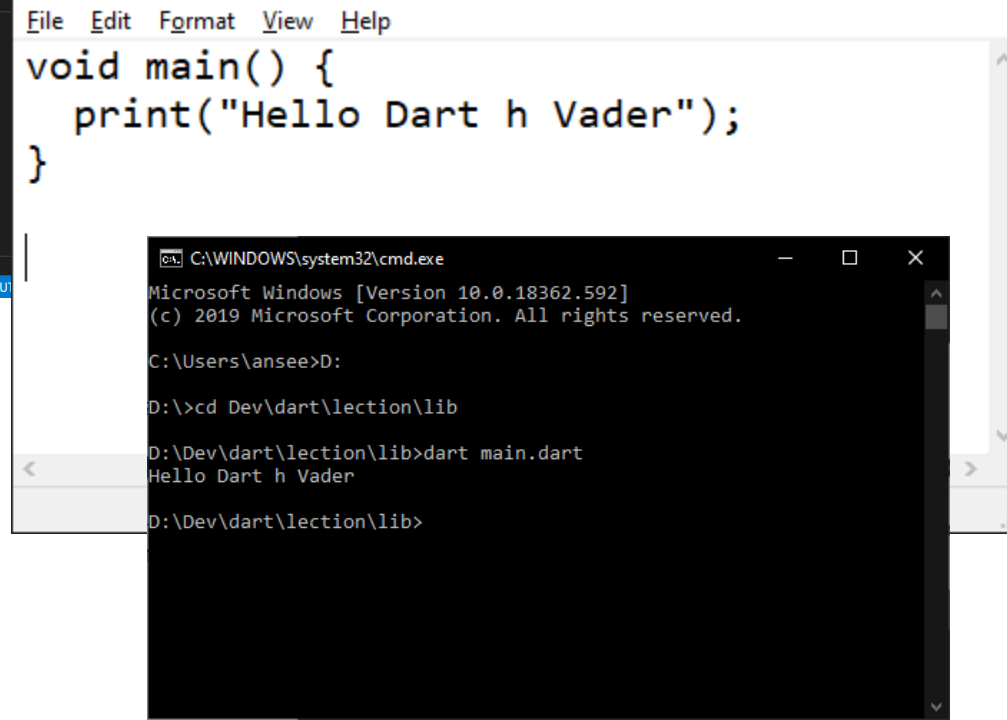 File Edit Format View Help
void main() {
  print("Hello Dart h Vader");
}
C:\WINDOWS\system32\cmd.exe
Microsoft Windows [Version 10.0.18362.592]
(c) 2019 Microsoft Corporation. All rights reserved.
C:\Users\ansee>D:
D:\>cd Dev\dart\lection\lib
D:\Dev\dart\lection\lib>dart main.dart
Hello Dart h Vader
D:\Dev\dart\lection\lib>